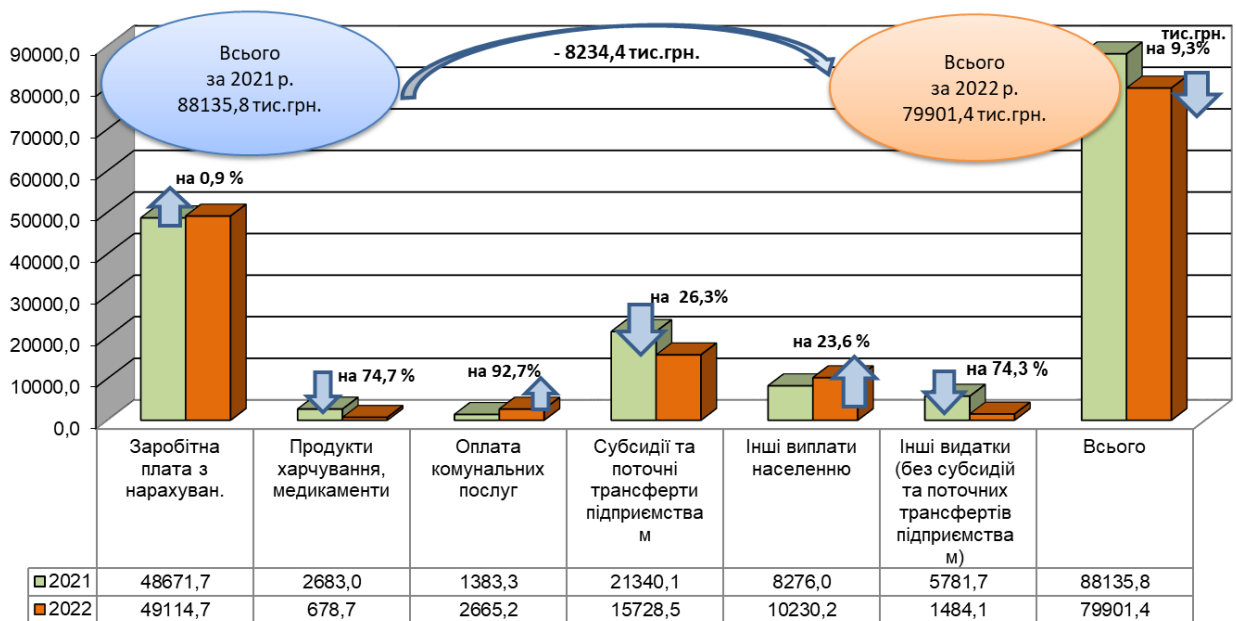 тис.грн.
Всього
за 2021 р.
88135,8 тис.грн.
- 8234,4 тис.грн.
Всього
за 2022 р.
79901,4 тис.грн.
на 9,3%
90000,0
80000,0
70000,0
60000,0
50000,0
40000,0
30000,0
20000,0
10000,0
0,0
на 0,9 %
на 74,7 %
на 92,7%
на 26,3%
на 23,6 %
на 74,3 %
Заробітна
плата з
нарахуван.
Продукти
харчування,
медикаменти
Оплата
комунальних
послуг
Субсидії та
поточні
трансферти
підприємства
м
Інші виплати
населенню
Інші видатки
(без субсидій
та поточних
трансфертів
підприємства
м)
Всього
2021 48671,7 2683,0 1383,3 21340,1 8276,0 5781,7 88135,8
2022 49114,7 678,7 2665,2 15728,5 10230,2 1484,1 79901,4